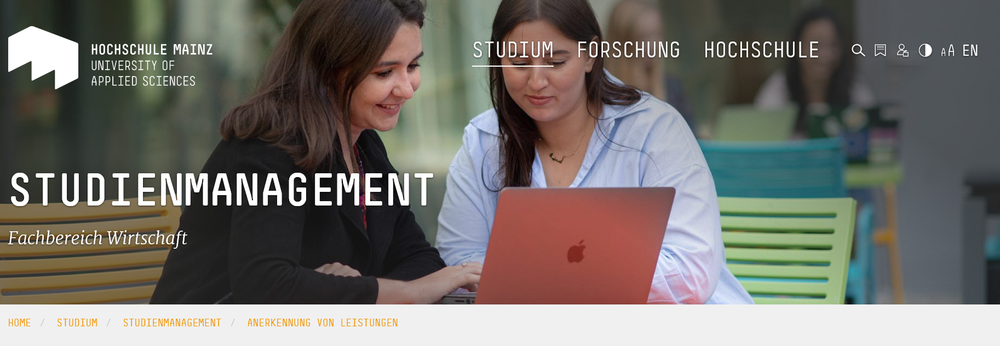 HOCHSCHULE MAINZ
UNIVERSITY OF
APPLIED SCIENCES
STUDIUM FORSCHUNG HOCHSCHULE AA EN
STUDIENMANAGEMENT
Fachbereich Wirtschaft
HOME / STUDIUM / STUDIENMANAGEMENT / ANERKENNUNG VON LEISTUNGEN